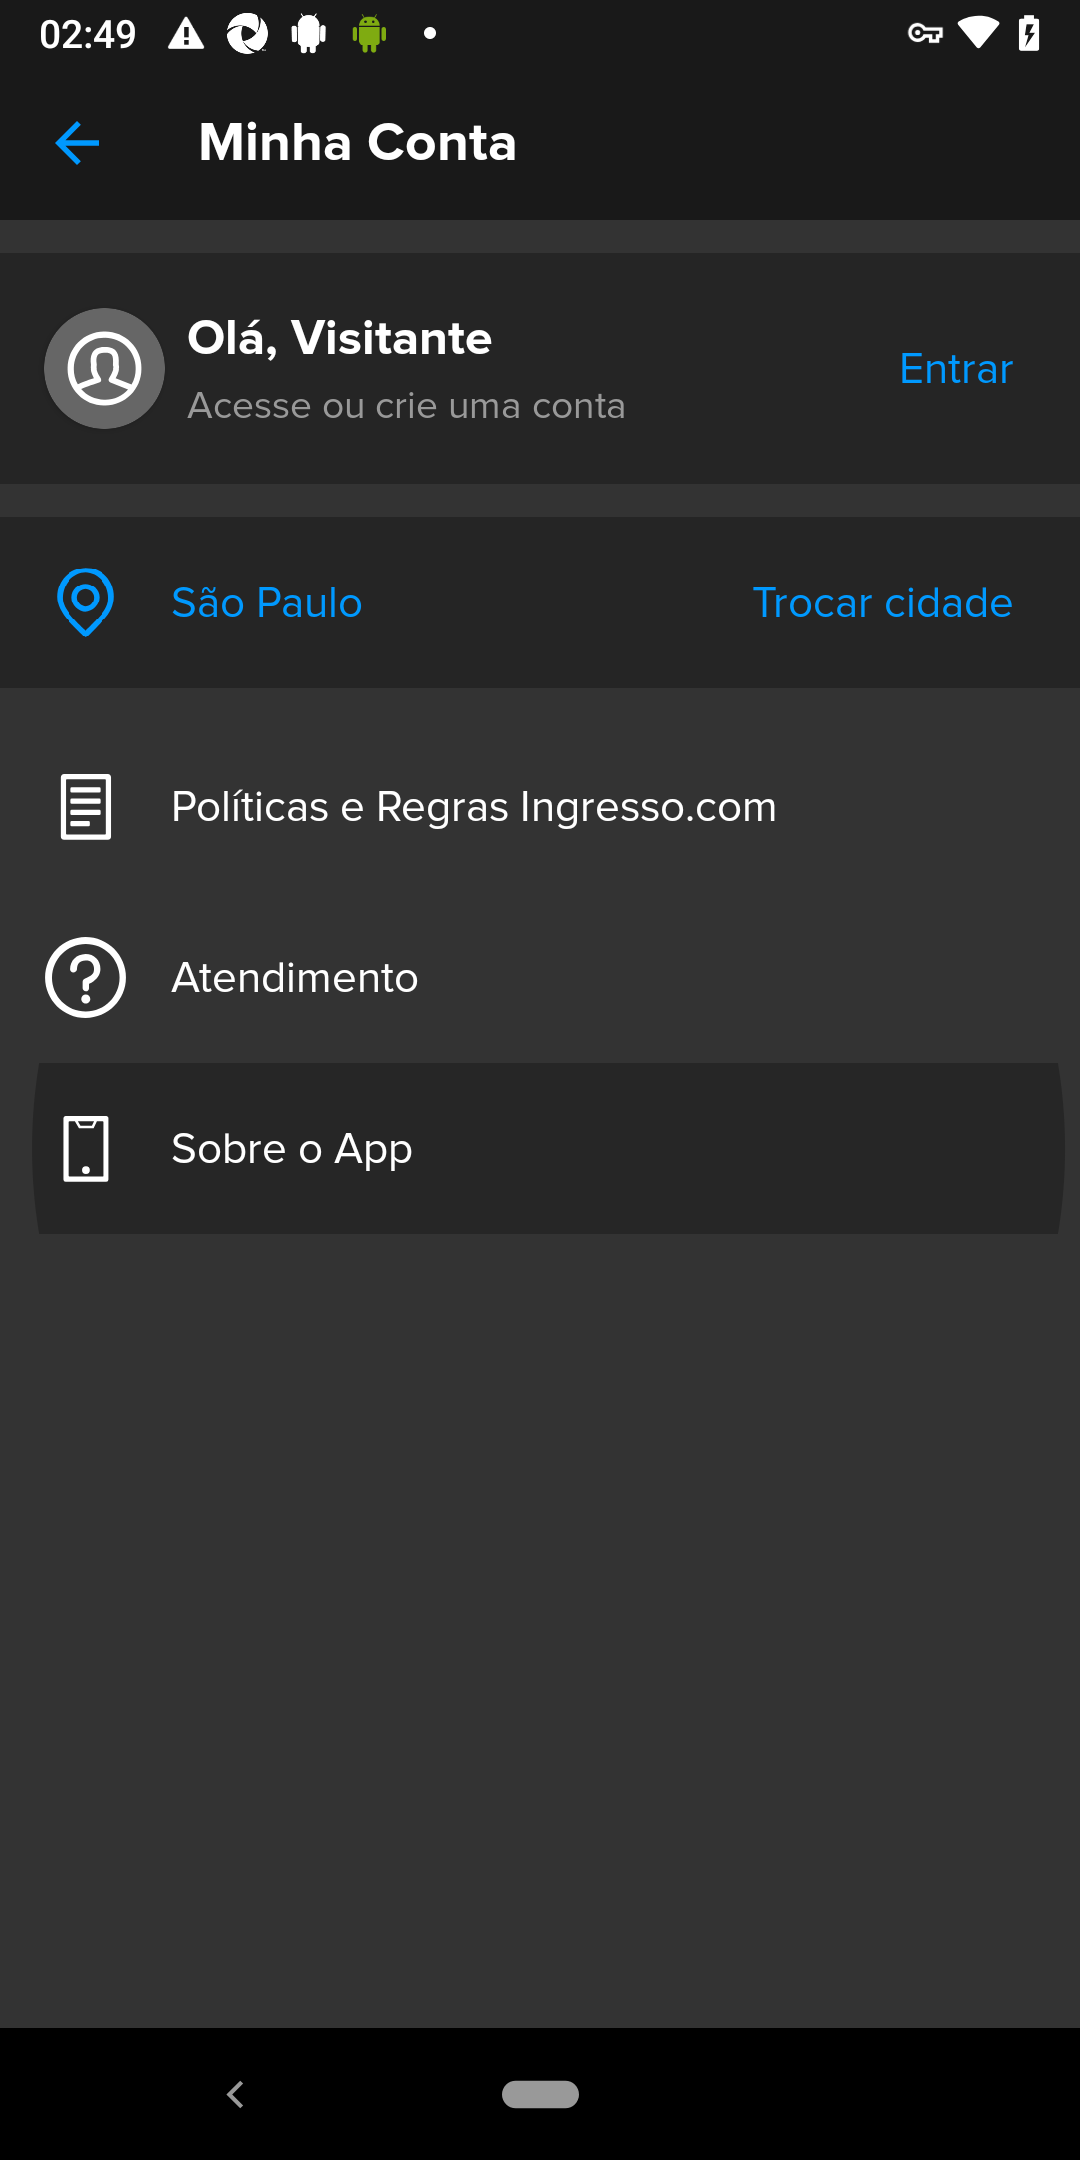 02:49
Minha Conta
Olá, Visitante
Acesse ou crie uma conta
Entrar
São Paulo
Trocar cidade
Políticas e Regras Ingresso.com
Atendimento
Sobre o App